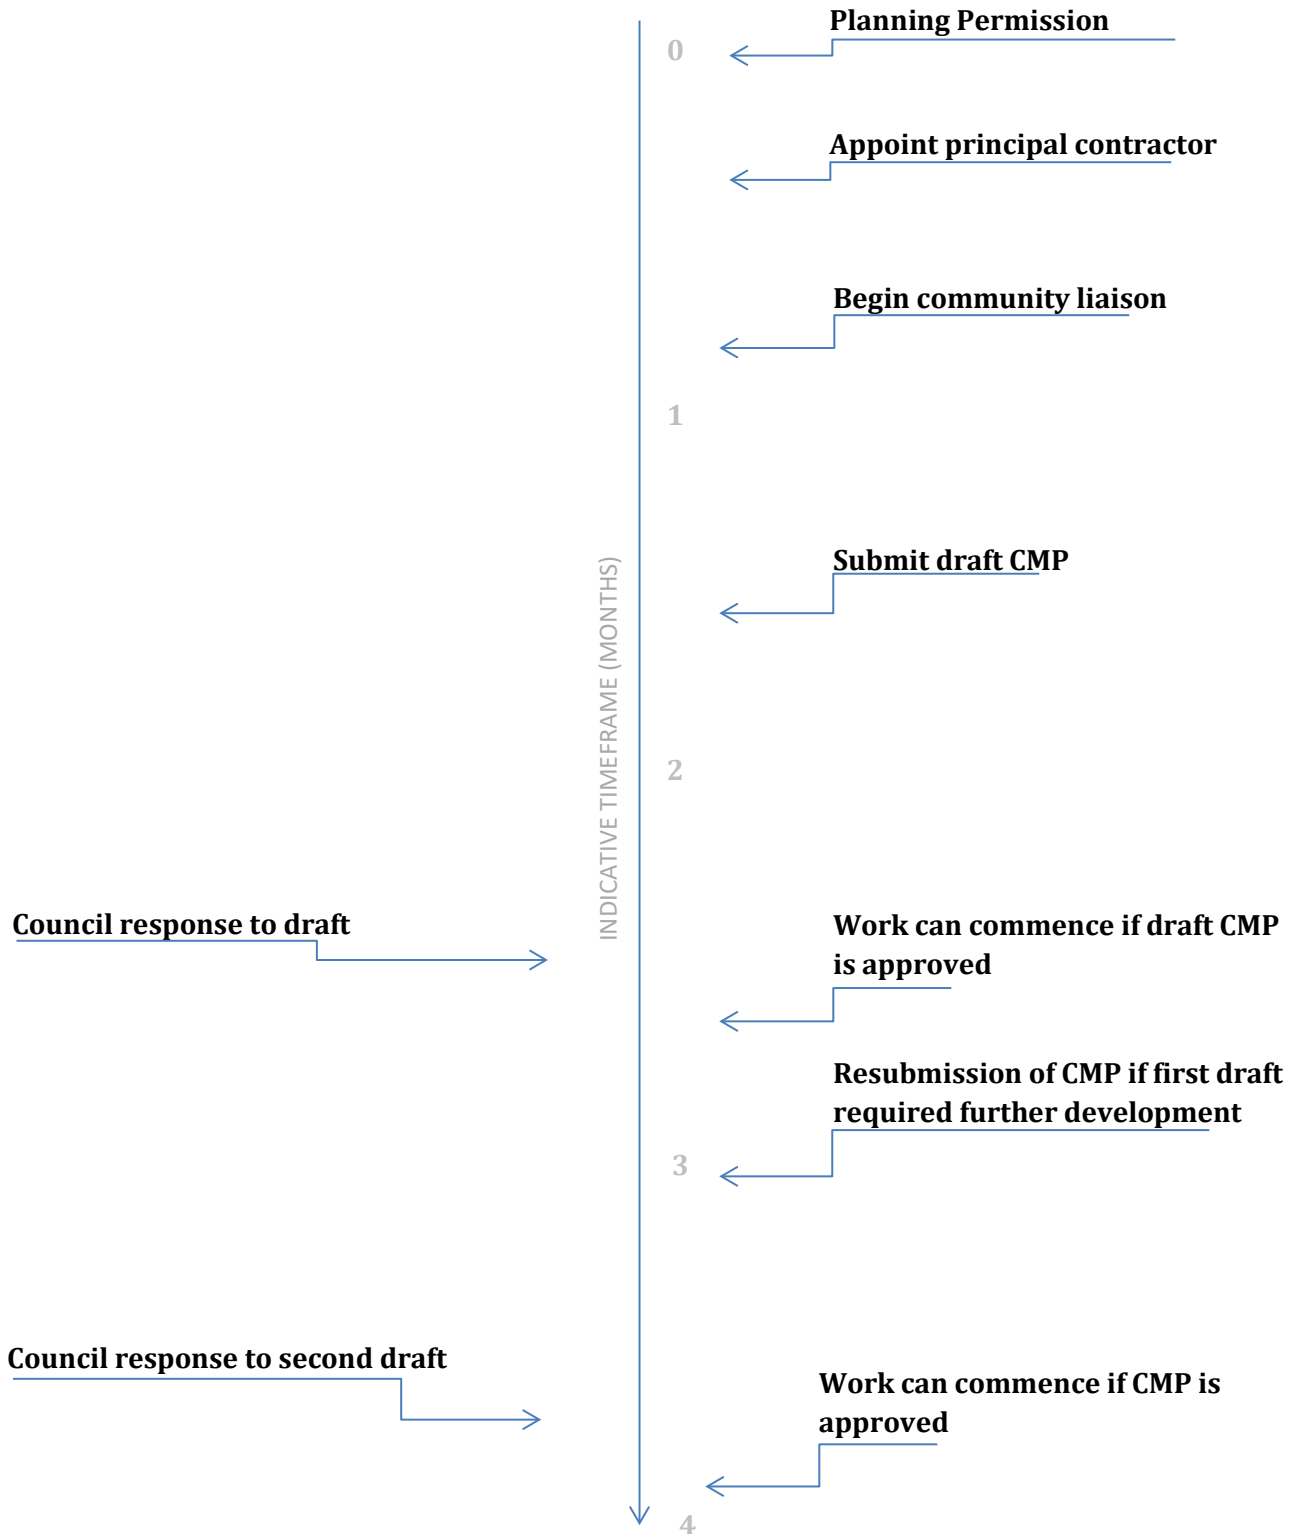 Planning Permission
0
Appoint principal contractor
Begin community liaison
1
Submit draft CMP
INDICATIVE TIMEFRAME (MONTHS)
2
Council response to draft
Work can commence if draft CMP
is approved
Resubmission of CMP if first draft
required further development
3
Council response to second draft
Work can commence if CMP is
approved
4